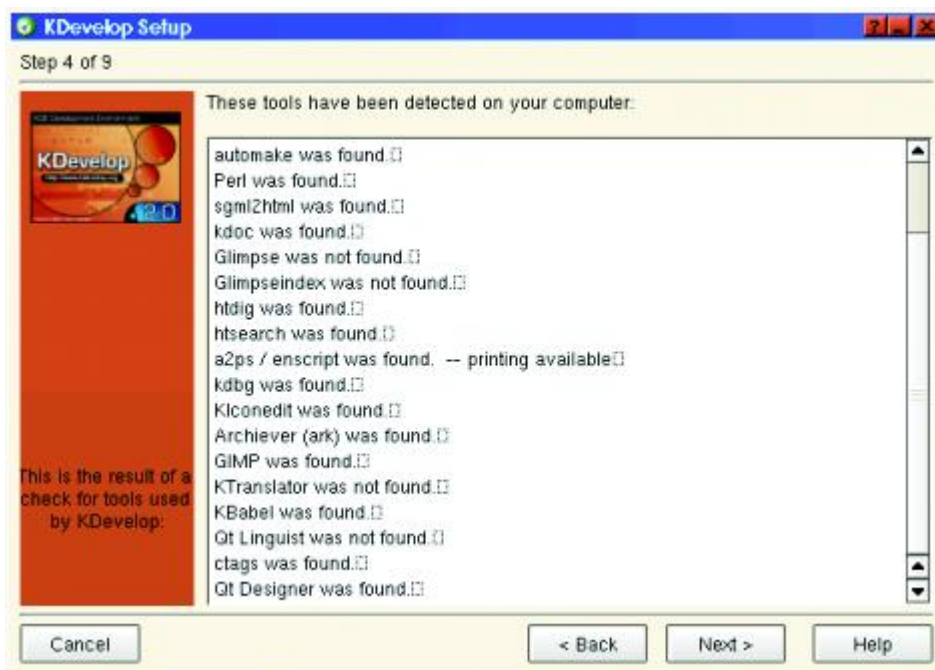 KDevelop Setup
Step 4 of 9
These tools have been detected on your computer:
KDevelop
2.0
This is the result of a
check for tools used
by KDevelop:
automake was found.
Perl was found.
sgml2html was found.
kdoc was found.
Glimpse was not found.
Glimpseindex was not found.
htdig was found.
htsearch was found.
a2ps / enscript was found. -- printing available
kdbg was found.
KIconedit was found.
Archiever (ark) was found.
GIMP was found.
KTranslator was not found.
KBabel was found.
Qt Linguist was not found.
ctags was found.
Qt Designer was found.
Cancel
< Back
Next >
Help